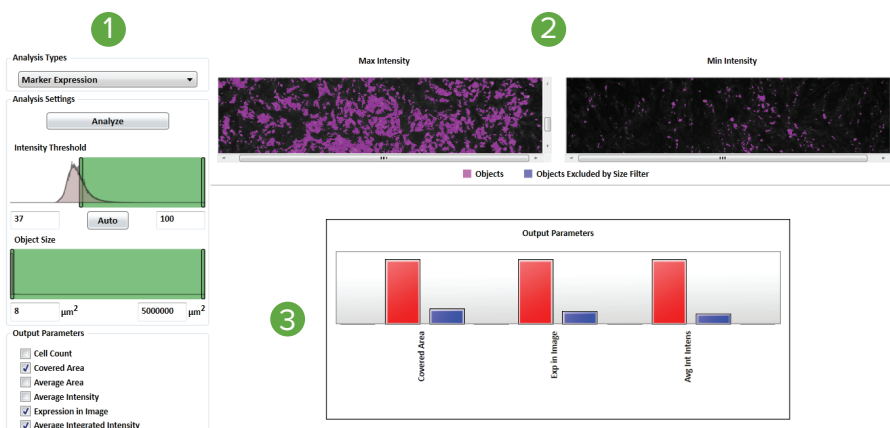 1
Analysis Types
Marker Expression
Analysis Settings
Analyze
Intensity Threshold
37
Auto
100
Object Size
8 µm²
5000000 µm²
Output Parameters
Cell Count
Covered Area
Average Area
Average Intensity
Expression in Image
Average Integrated Intensity
2
Max Intensity
Min Intensity
Objects
Objects Excluded by Size Filter
3
Output Parameters
Covered Area
Exp in Image
Avg Int Intens